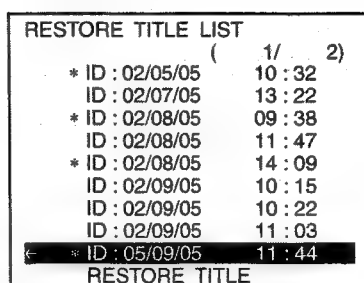 RESTORE TITLE LIST
( 1/ 2)
* ID : 02/05/05 10 : 32
ID : 02/07/05 13 : 22
* ID : 02/08/05 09 : 38
ID : 02/08/05 11 : 47
* ID : 02/08/05 14 : 09
ID : 02/09/05 10 : 15
ID : 02/09/05 10 : 22
ID : 02/09/05 11 : 03
← * ID : 05/09/05 11 : 44
RESTORE TITLE